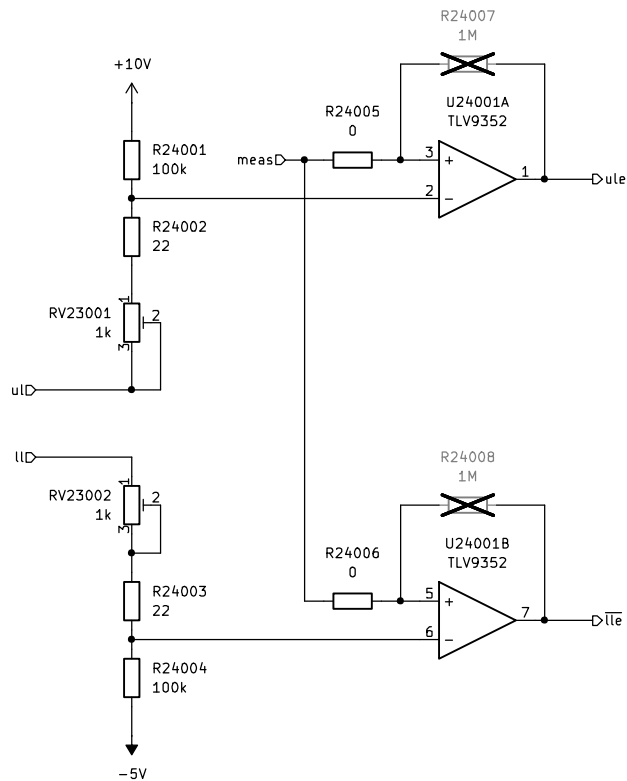 R24007
1M
+10V
U24001A
TLV9352
R24005
0
R24001
100k
meas
3
+
1
ule
2
−
R24002
22
RV23001
1k
1
2
3
ul
ll
R24008
1M
RV23002
1k
1
2
3
U24001B
TLV9352
R24006
0
R24003
22
5
+
7
l̅l̅e̅
6
−
R24004
100k
−5V